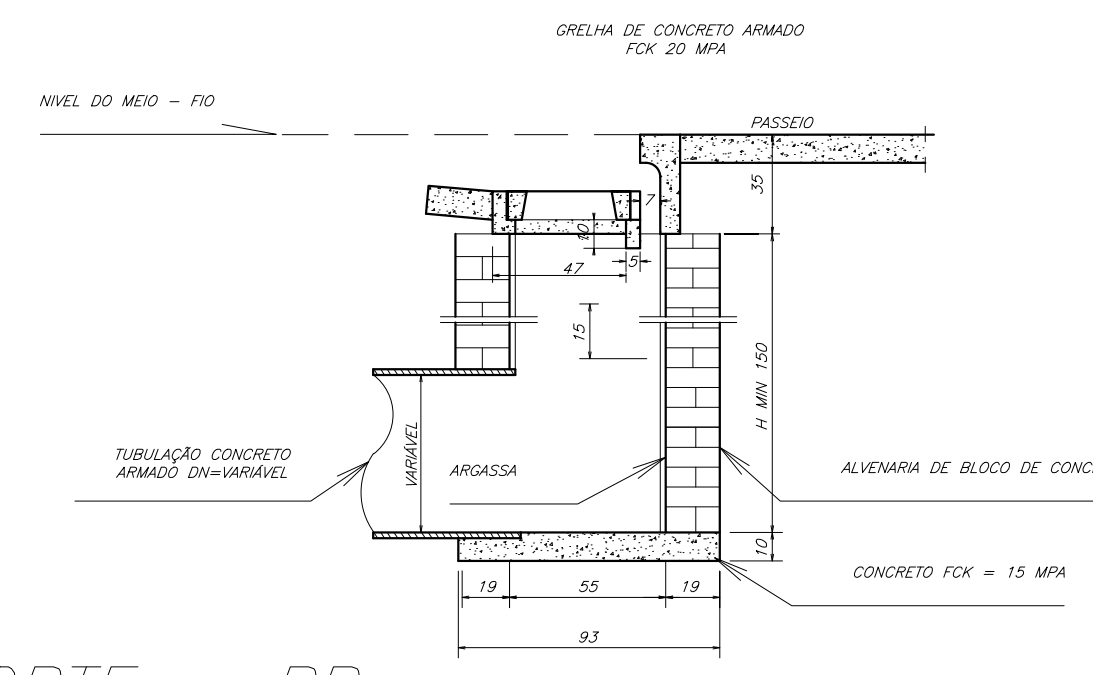 GRELHA DE CONCRETO ARMADO
FCK 20 MPA
NIVEL DO MEIO - FIO
PASSEIO
35
7
10
5
47
15
H MIN 150
TUBULAÇÃO CONCRETO
ARMADO DN=VARIÁVEL
VARIÁVEL
ARGASSA
ALVENARIA DE BLOCO DE CONC
10
CONCRETO FCK = 15 MPA
19
55
19
93